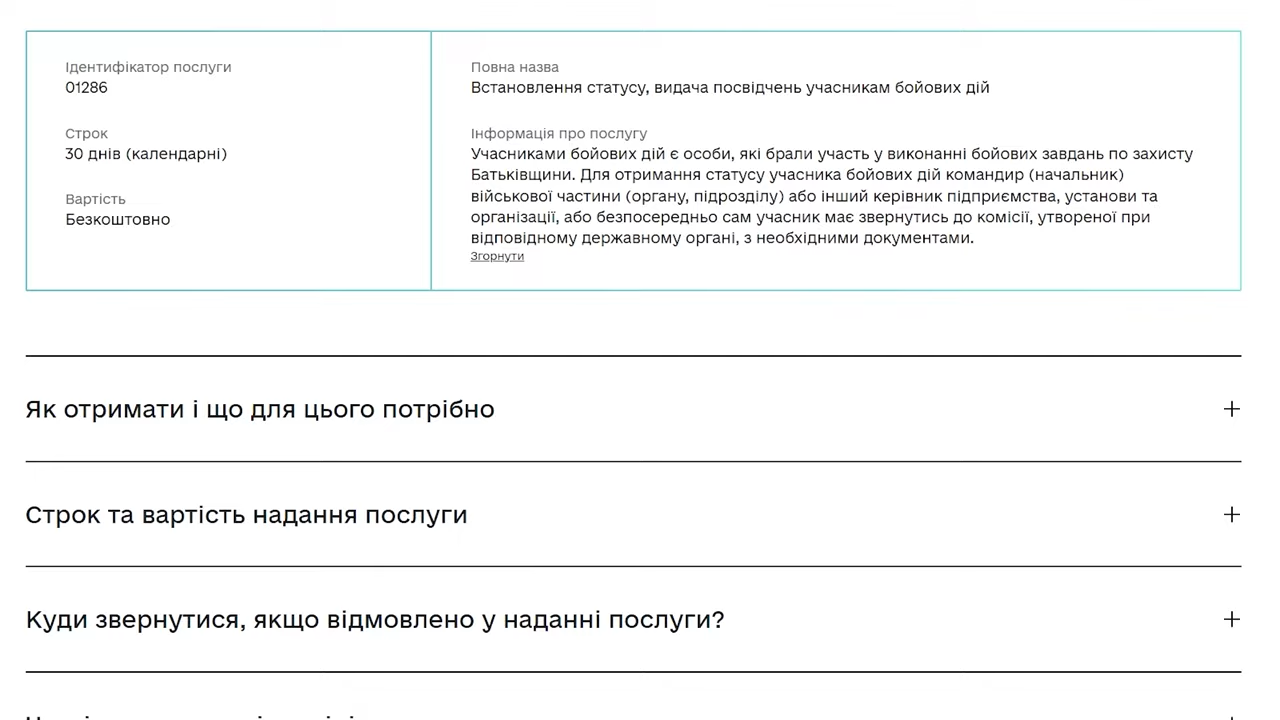 Ідентифікатор послуги
01286
Строк
30 днів (календарні)
Вартість
Безкоштовно
Повна назва
Встановлення статусу, видача посвідчень учасникам бойових дій
Інформація про послугу
Учасниками бойових дій є особи, які брали участь у виконанні бойових завдань по захисту
Батьківщини. Для отримання статусу учасника бойових дій командир (начальник)
військової частини (органу, підрозділу) або інший керівник підприємства, установи та
організації, або безпосередньо сам учасник має звернутись до комісії, утвореної при
відповідному державному органі, з необхідними документами.
Згорнути
Як отримати і що для цього потрібно
Строк та вартість надання послуги
Куди звернутися, якщо відмовлено у наданні послуги?